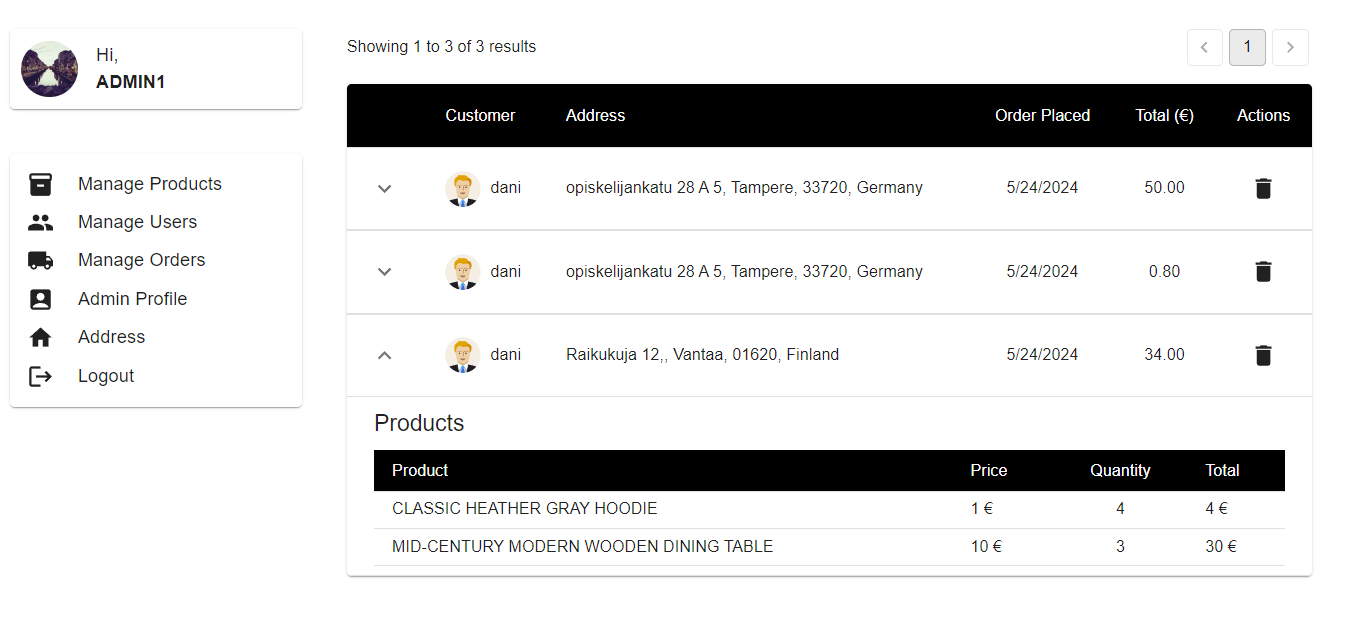 Hi,
ADMIN1
Manage Products
Manage Users
Manage Orders
Admin Profile
Address
Logout
Showing 1 to 3 of 3 results
1
Customer Address Order Placed Total (€) Actions
dani opiskelijankatu 28 A 5, Tampere, 33720, Germany 5/24/2024 50.00
dani opiskelijankatu 28 A 5, Tampere, 33720, Germany 5/24/2024 0.80
dani Raikukuja 12,, Vantaa, 01620, Finland 5/24/2024 34.00
Products
Product Price Quantity Total
CLASSIC HEATHER GRAY HOODIE 1 € 4 4 €
MID-CENTURY MODERN WOODEN DINING TABLE 10 € 3 30 €